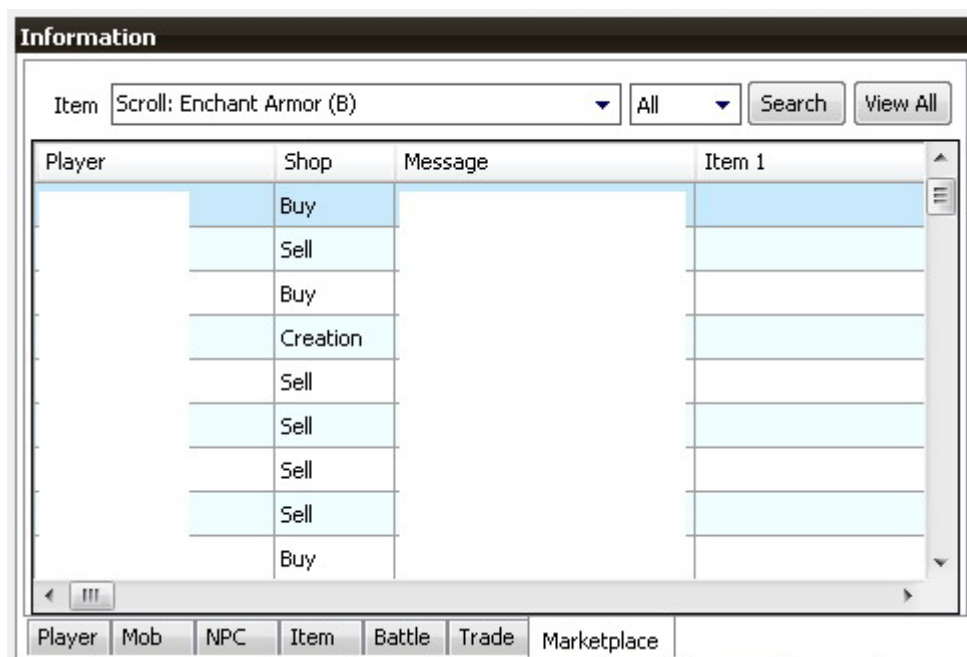 Information
Item Scroll: Enchant Armor (B) All Search View All
Player Shop Message Item 1
Buy
Sell
Buy
Creation
Sell
Sell
Sell
Sell
Buy
Player Mob NPC Item Battle Trade Marketplace